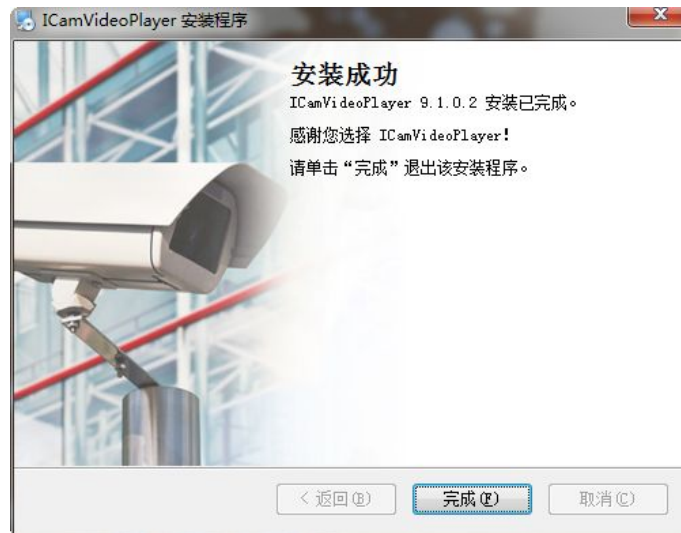 ICamVideoPlayer 安装程序
安装成功
ICamVideoPlayer 9.1.0.2 安装已完成。
感谢您选择 ICamVideoPlayer!
请单击“完成”退出该安装程序。
< 返回(B)
完成(F)
取消(C)